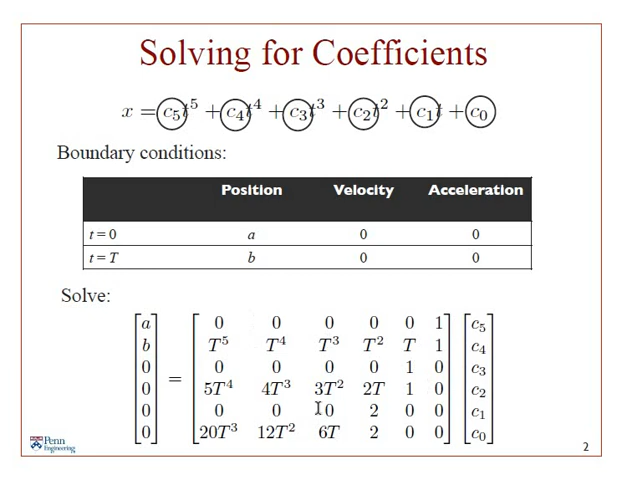 Solving for Coefficients
x = c₅t⁵ + c₄t⁴ + c₃t³ + c₂t² + c₁t + c₀
Boundary conditions:
Position Velocity Acceleration
t = 0 a 0 0
t = T b 0 0
Solve:
[a] [0 0 0 0 0 1] [c₅]
[b] [T⁵ T⁴ T³ T² T 1] [c₄]
[0] [0 0 0 0 1 0] [c₃]
[0] = [5T⁴ 4T³ 3T² 2T 1 0] [c₂]
[0] [0 0 0 2 0 0] [c₁]
[0] [20T³ 12T² 6T 2 0 0] [c₀]
Penn
Engineering
2